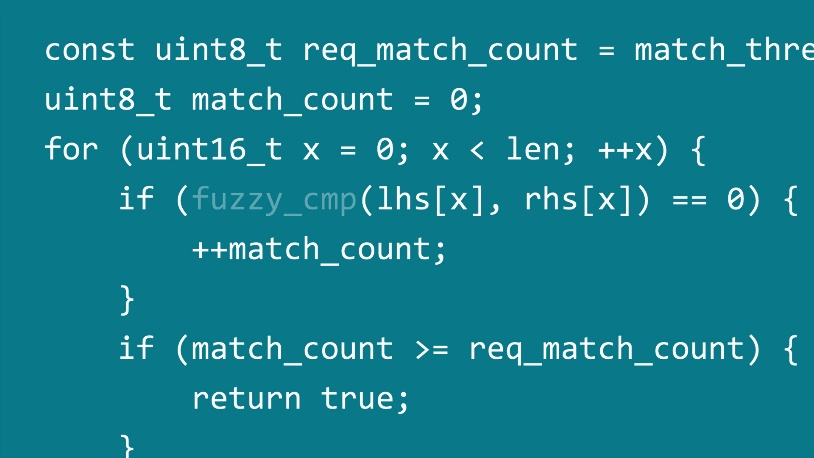 const uint8_t req_match_count = match_thre
uint8_t match_count = 0;
for (uint16_t x = 0; x < len; ++x) {
    if (fuzzy_cmp(lhs[x], rhs[x]) == 0) {
        ++match_count;
    }
    if (match_count >= req_match_count) {
        return true;
    }